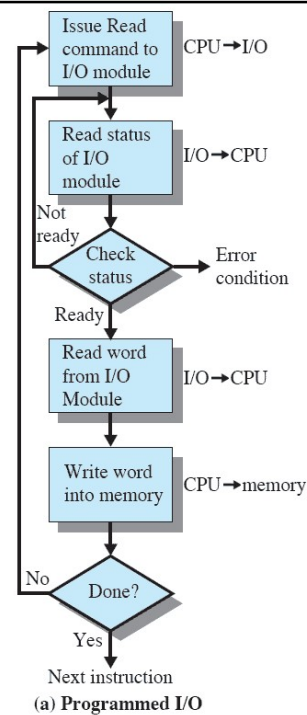 Issue Read
command to
I/O module
CPU→I/O
Read status
of I/O
module
I/O→CPU
Not
ready
Check
status
Error
condition
Ready
Read word
from I/O
Module
I/O→CPU
Write word
into memory
CPU→memory
No
Done?
Yes
Next instruction
(a) Programmed I/O